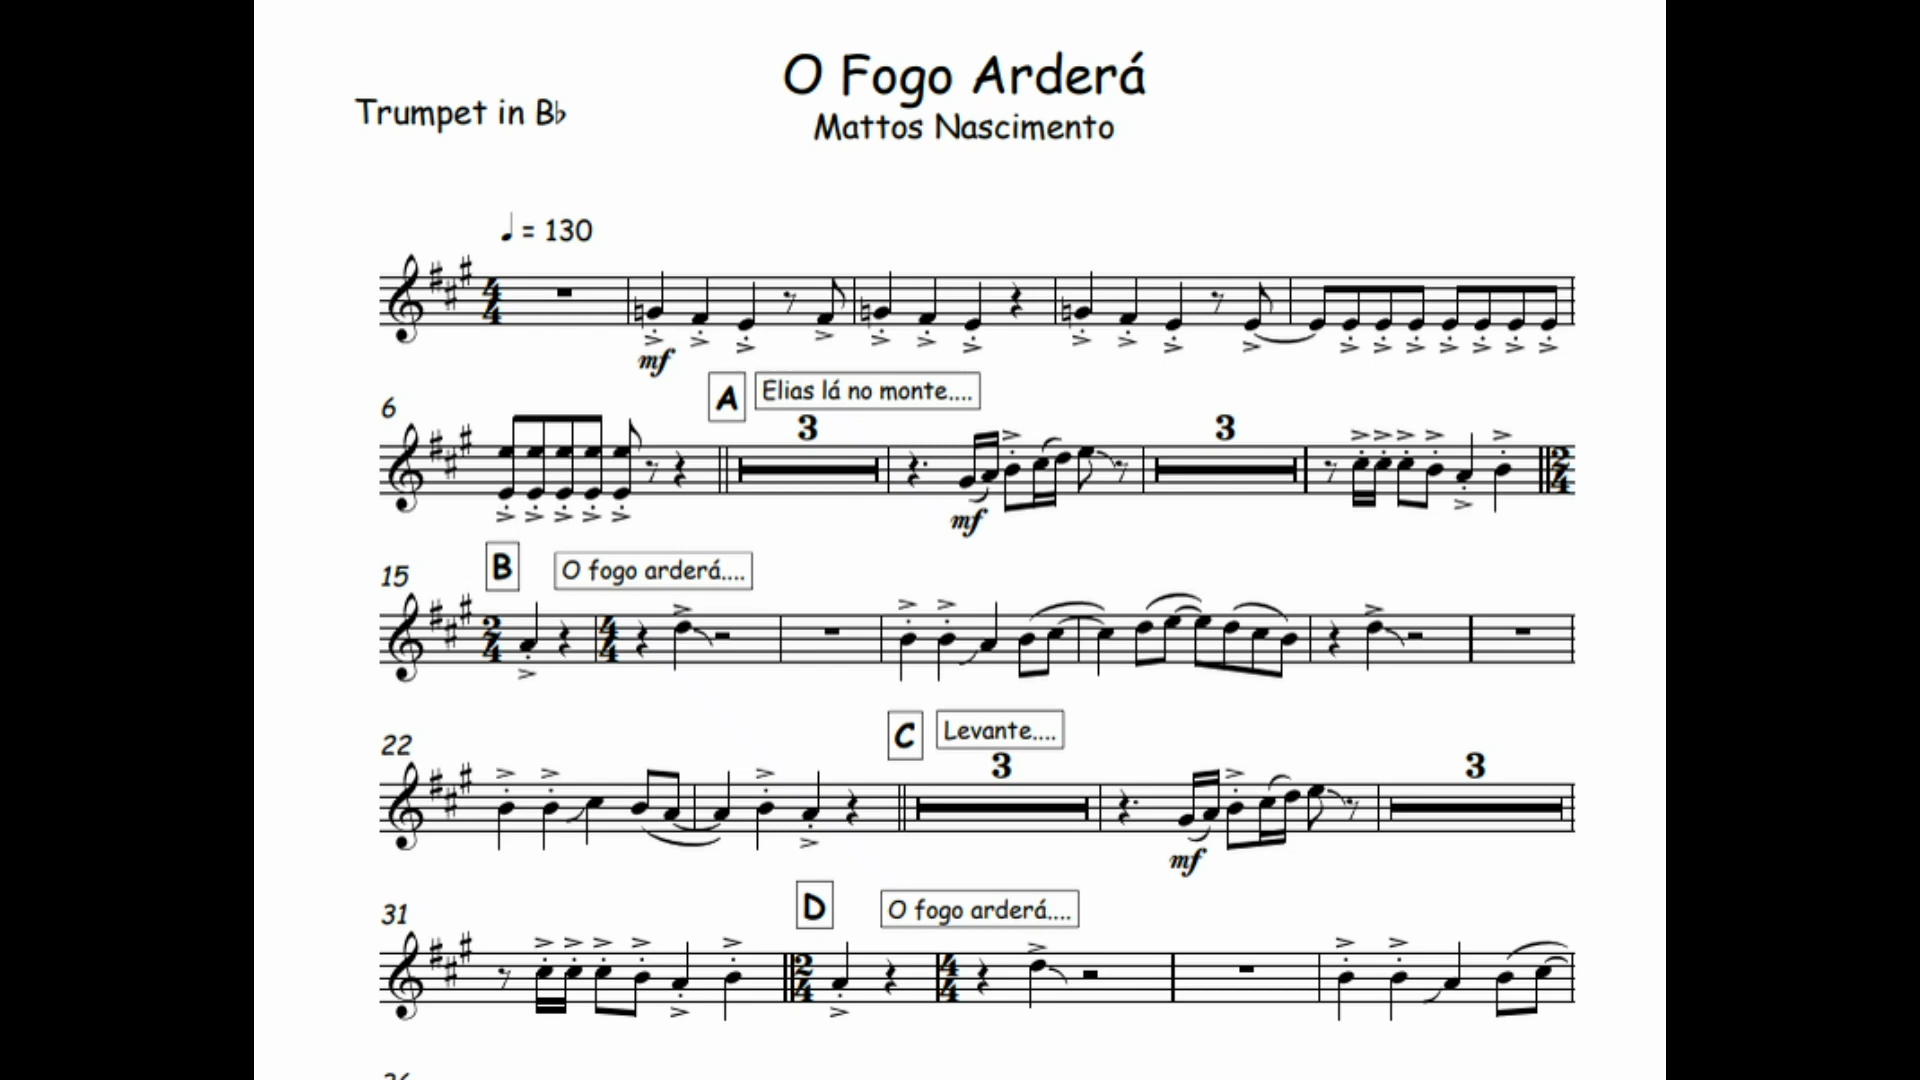 O Fogo Arderá
Trumpet in B♭
Mattos Nascimento
♩ = 130
4/4
mf
6
A
Elias lá no monte....
3
3
mf
2/4
15
B
O fogo arderá....
2/4
4/4
22
C
Levante....
3
3
mf
31
D
O fogo arderá....
2/4
4/4